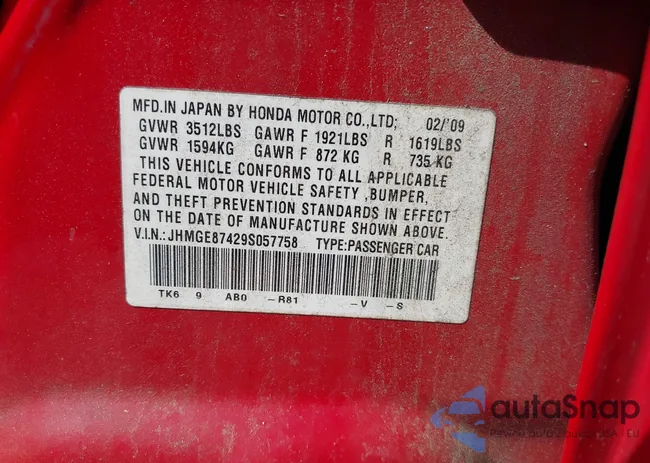 MFD.IN JAPAN BY HONDA MOTOR CO.,LTD: 02/'09
GVWR 3512LBS GAWR F 1921LBS R 1619LBS
GVWR 1594KG GAWR F 872 KG R 735 KG
THIS VEHICLE CONFORMS TO ALL APPLICABLE
FEDERAL MOTOR VEHICLE SAFETY ,BUMPER,
AND THEFT PREVENTION STANDARDS IN EFFECT
ON THE DATE OF MANUFACTURE SHOWN ABOVE.
V.I.N.:JHMGE87429S057758 TYPE:PASSENGER CAR
TK6 9 AB0 -R81 -V -S
autoSnap